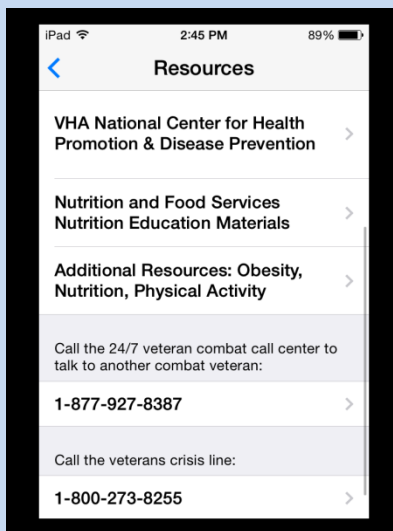 iPad 2:45 PM 89%
Resources
VHA National Center for Health
Promotion & Disease Prevention
Nutrition and Food Services
Nutrition Education Materials
Additional Resources: Obesity,
Nutrition, Physical Activity
Call the 24/7 veteran combat call center to
talk to another combat veteran:
1-877-927-8387
Call the veterans crisis line:
1-800-273-8255